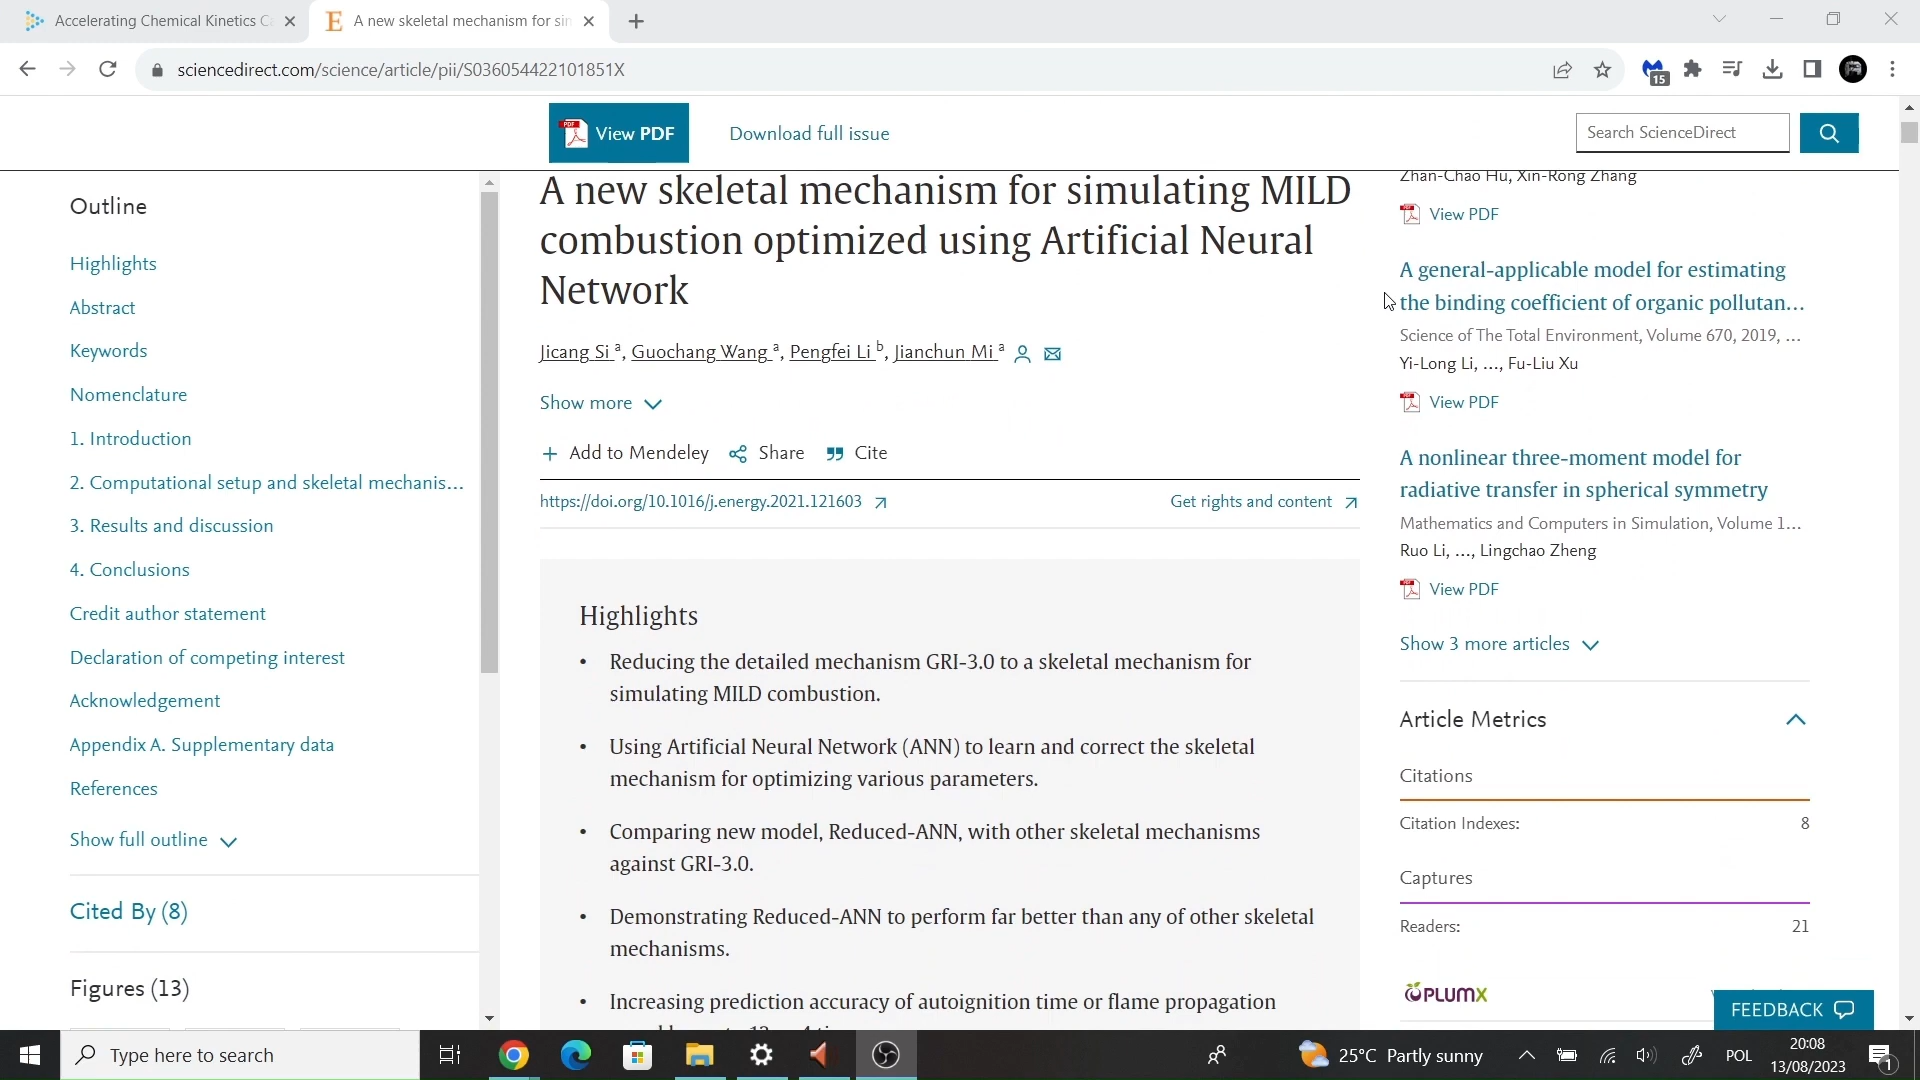 Accelerating Chemical Kinetics C
A new skeletal mechanism for sim
sciencedirect.com/science/article/pii/S036054422101851X
15
View PDF
Download full issue
Search ScienceDirect
Outline
Highlights
Abstract
Keywords
Nomenclature
1. Introduction
2. Computational setup and skeletal mechanis...
3. Results and discussion
4. Conclusions
Credit author statement
Declaration of competing interest
Acknowledgement
Appendix A. Supplementary data
References
Show full outline
Cited By (8)
Figures (13)
A new skeletal mechanism for simulating MILD
combustion optimized using Artificial Neural
Network
Jicang Si a, Guochang Wang a, Pengfei Li b, Jianchun Mi a
Show more
Add to Mendeley Share Cite
https://doi.org/10.1016/j.energy.2021.121603
Get rights and content
Highlights
• Reducing the detailed mechanism GRI-3.0 to a skeletal mechanism for
simulating MILD combustion.
• Using Artificial Neural Network (ANN) to learn and correct the skeletal
mechanism for optimizing various parameters.
• Comparing new model, Reduced-ANN, with other skeletal mechanisms
against GRI-3.0.
• Demonstrating Reduced-ANN to perform far better than any of other skeletal
mechanisms.
• Increasing prediction accuracy of autoignition time or flame propagation
Zhan-Chao Hu, Xin-Rong Zhang
View PDF
A general-applicable model for estimating
the binding coefficient of organic pollutan...
Science of The Total Environment, Volume 670, 2019, ...
Yi-Long Li, ..., Fu-Liu Xu
View PDF
A nonlinear three-moment model for
radiative transfer in spherical symmetry
Mathematics and Computers in Simulation, Volume 1...
Ruo Li, ..., Lingchao Zheng
View PDF
Show 3 more articles
Article Metrics
Citations
Citation Indexes: 8
Captures
Readers: 21
PLUMX
FEEDBACK
Type here to search
25°C Partly sunny
POL
20:08
13/08/2023
1